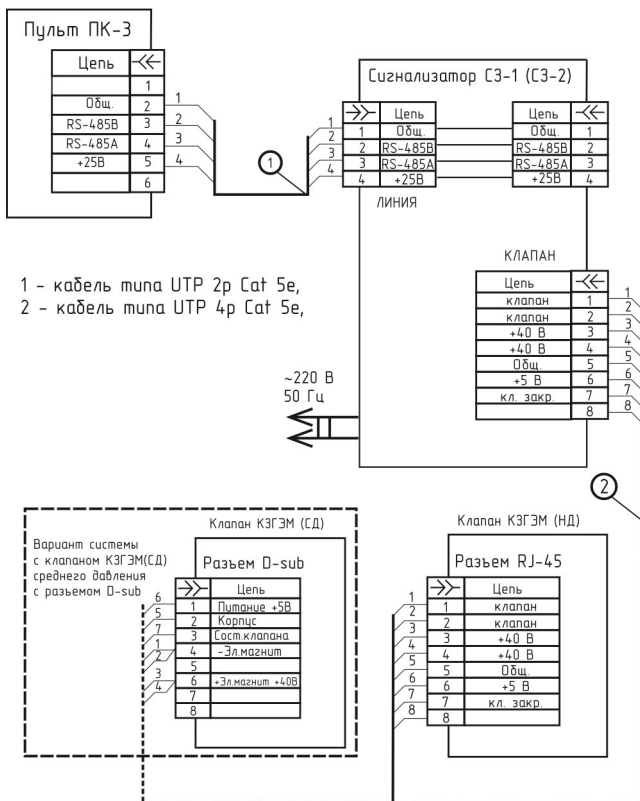 Пульт ПК-3
Цепь
1
Общ. 2 1
RS-485В 3 2
RS-485А 4 3
+25В 5 4
6
1
Сигнализатор СЗ-1 (СЗ-2)
Цепь Цепь
1 1 Общ. Общ. 1
2 2 RS-485В RS-485В 2
3 3 RS-485А RS-485А 3
4 4 +25В +25В 4
ЛИНИЯ
КЛАПАН
Цепь
клапан 1 1
клапан 2 2
+40 В 3 3
+40 В 4 4
Общ. 5 5
+5 В 6 6
кл. закр. 7 7
8 8
1 – кабель типа UTP 2р Cat 5e,
2 – кабель типа UTP 4р Cat 5e,
~220 В
50 Гц
2
Вариант системы
с клапаном КЗГЭМ(СД)
среднего давления
с разъемом D-sub
Клапан КЗГЭМ (СД)
Разъем D-sub
Цепь
6 1 Питание +5В
5 2 Корпус
7 3 Сост.клапана
1 2 4 -Эл.магнит
5
3 4 6 +Эл.магнит +40В
7
8
Клапан КЗГЭМ (НД)
Разъем RJ-45
Цепь
1 1 клапан
2 2 клапан
3 3 +40 В
4 4 +40 В
5 5 Общ.
6 6 +5 В
7 7 кл. закр.
8 8